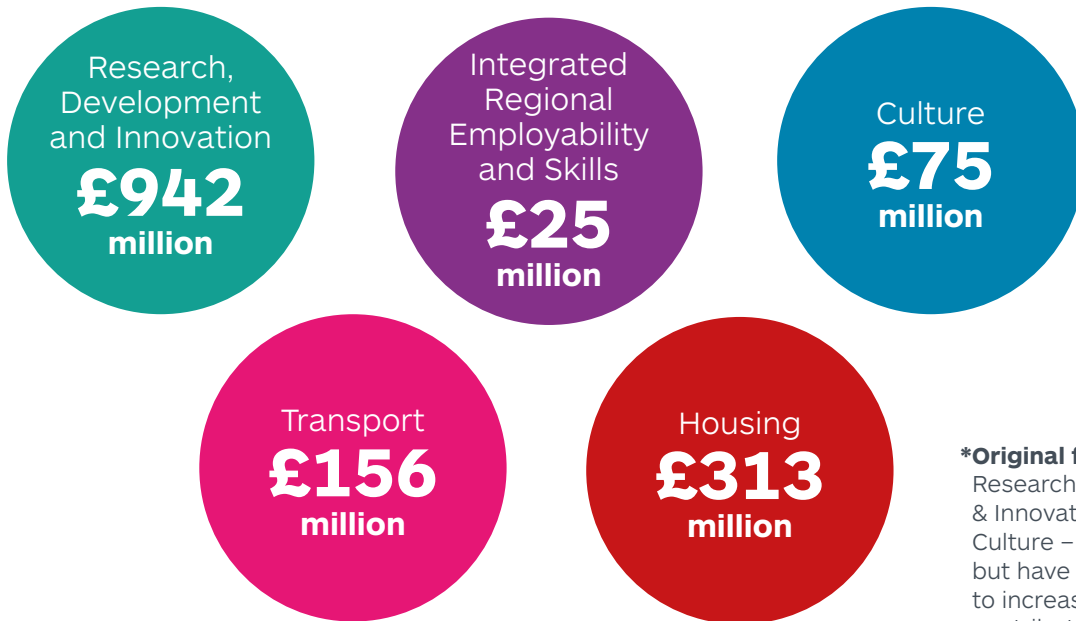 Research,
Development
and Innovation
£942
million
Integrated
Regional
Employability
and Skills
£25
million
Culture
£75
million
Transport
£156
million
Housing
£313
million
*Original
Research
& Innovat
Culture –
but have
to increas